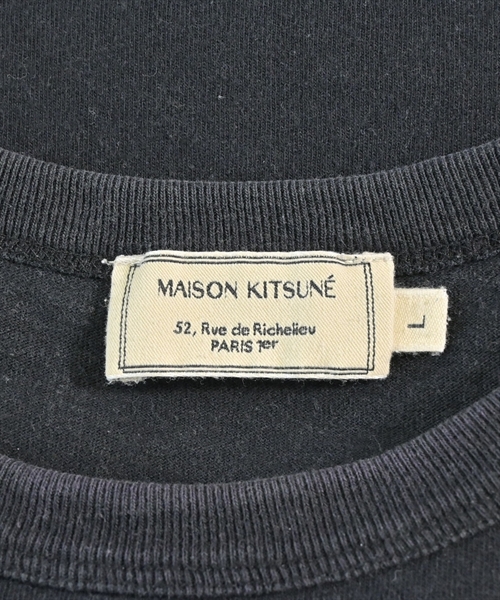 MAISON KITSUNÉ
52, Rue de Richelieu
PARIS 1er
L